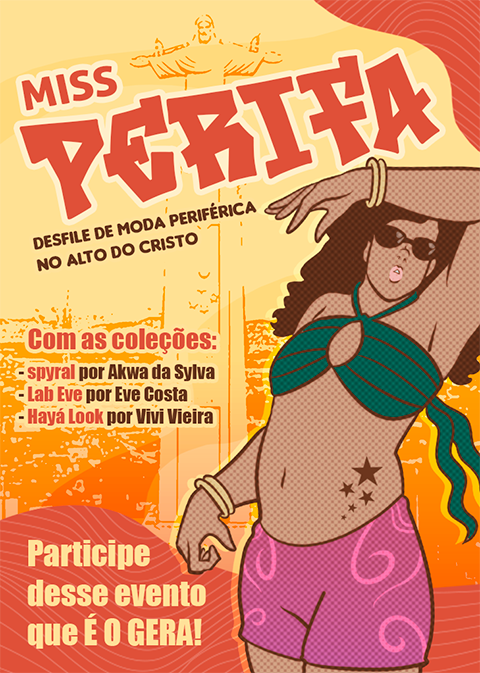 MISS
PERIFA
DESFILE DE MODA PERIFÉRICA
NO ALTO DO CRISTO
Com as coleções:
- spyral por Akwa da Sylva
- Lab Eve por Eve Costa
- Hayá Look por Vivi Vieira
Participe
desse evento
que É O GERA!